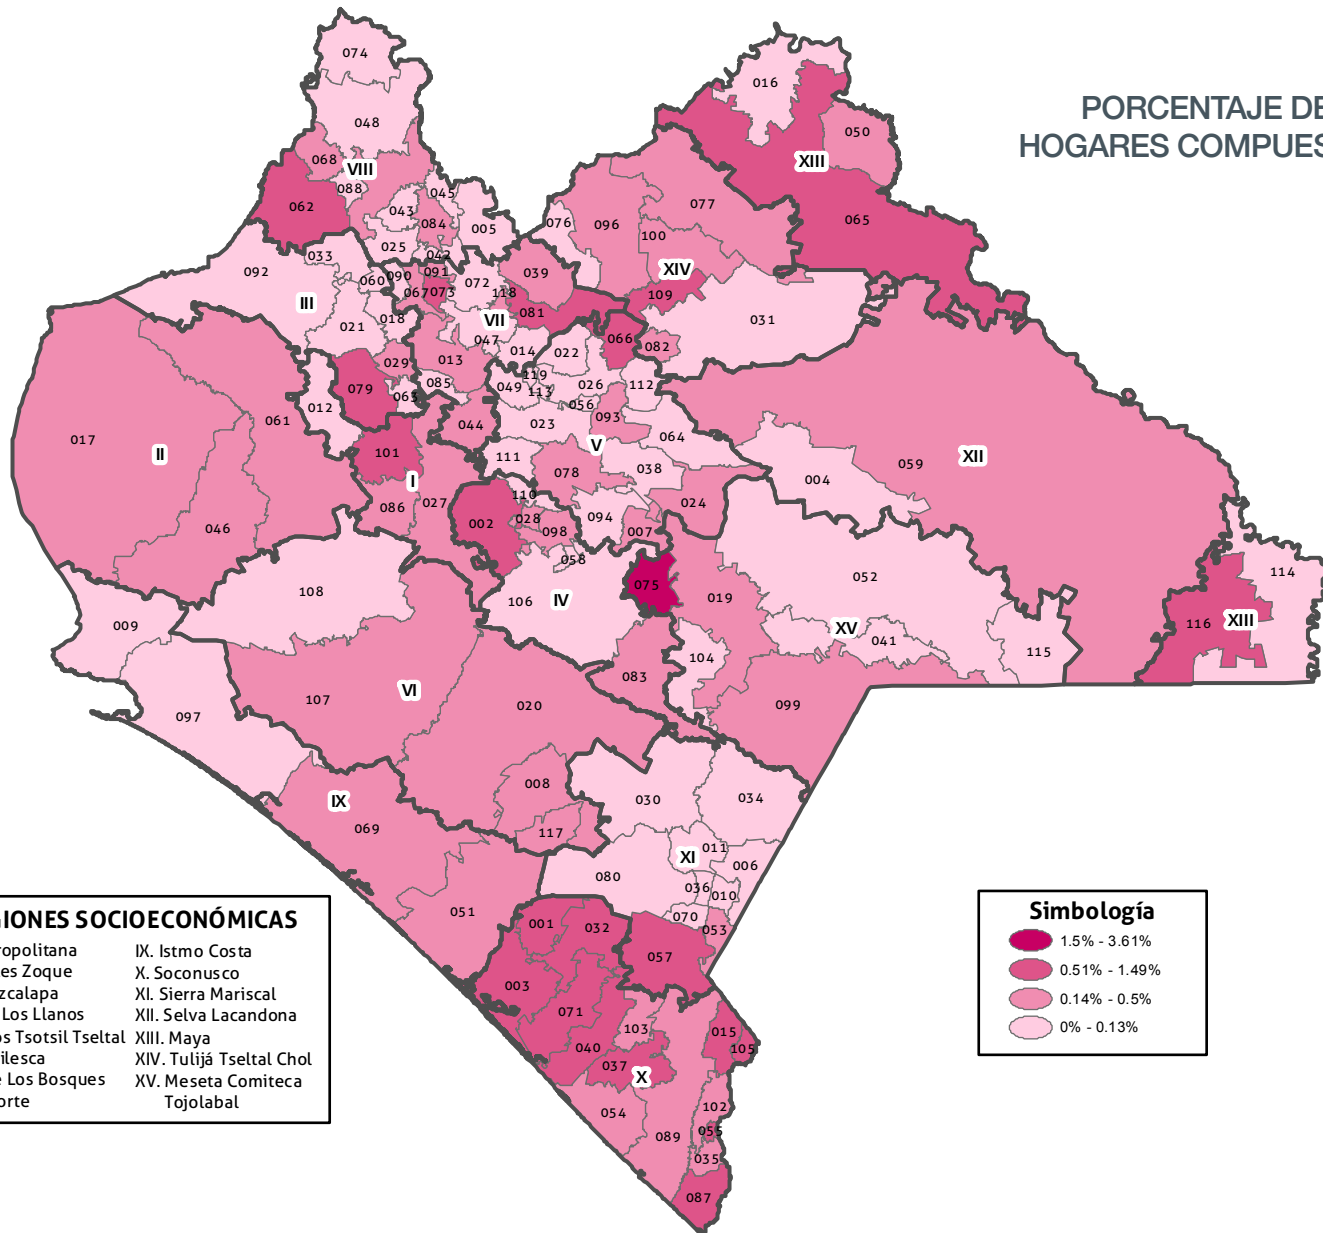 PORCENTAJE DE
HOGARES COMPUES
074
016
048
050
068
VIII
XIII
088
045
062
043
077
084
076
096
065
005
100
025
042
033
092
091
039
XIV
060
090
072
067
073
118
109
III
081
018
VII
031
021
047
066
082
014
022
029
013
119
079
085
049
026
112
063
113
012
056
061
044
093
023
017
064
II
V
101
111
XII
038
059
078
I
004
110
086
027
024
028
094
002
046
098
007
058
114
052
075
108
106
IV
019
XV
116
XIII
009
041
115
104
083
VI
107
099
020
097
008
030
034
IX
069
117
011
XI
006
080
036
010
051
070
001
032
053
057
003
071
103
015
040
105
037
X
054
102
055
089
035
087
GIONES SOCIOECONÓMICAS
ropolitana
es Zoque
zcalapa
Los Llanos
os Tsotsil Tseltal
ilesca
e Los Bosques
orte
IX. Istmo Costa
X. Soconusco
XI. Sierra Mariscal
XII. Selva Lacandona
XIII. Maya
XIV. Tulijá Tseltal Chol
XV. Meseta Comiteca
Tojolabal
Simbología
1.5% - 3.61%
0.51% - 1.49%
0.14% - 0.5%
0% - 0.13%